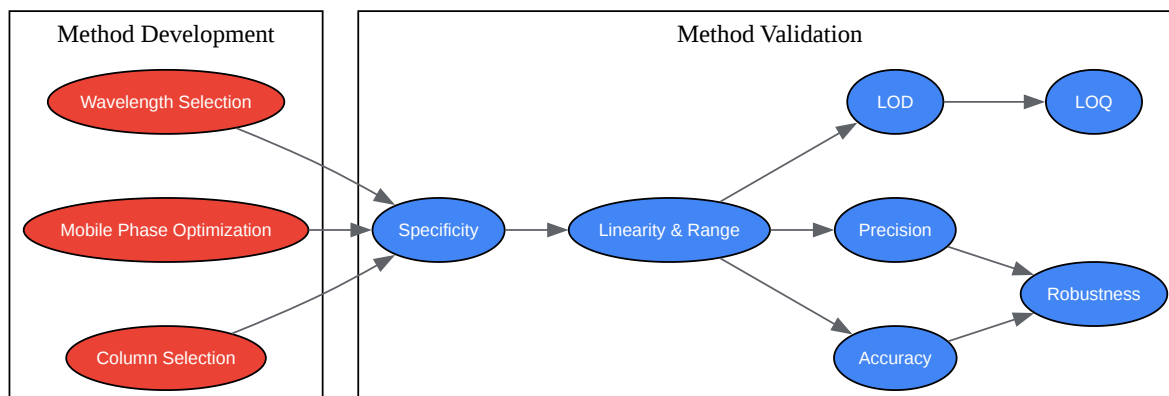 Method Development
Wavelength Selection
Mobile Phase Optimization
Column Selection
Method Validation
Specificity
Linearity & Range
LOD
LOQ
Precision
Accuracy
Robustness